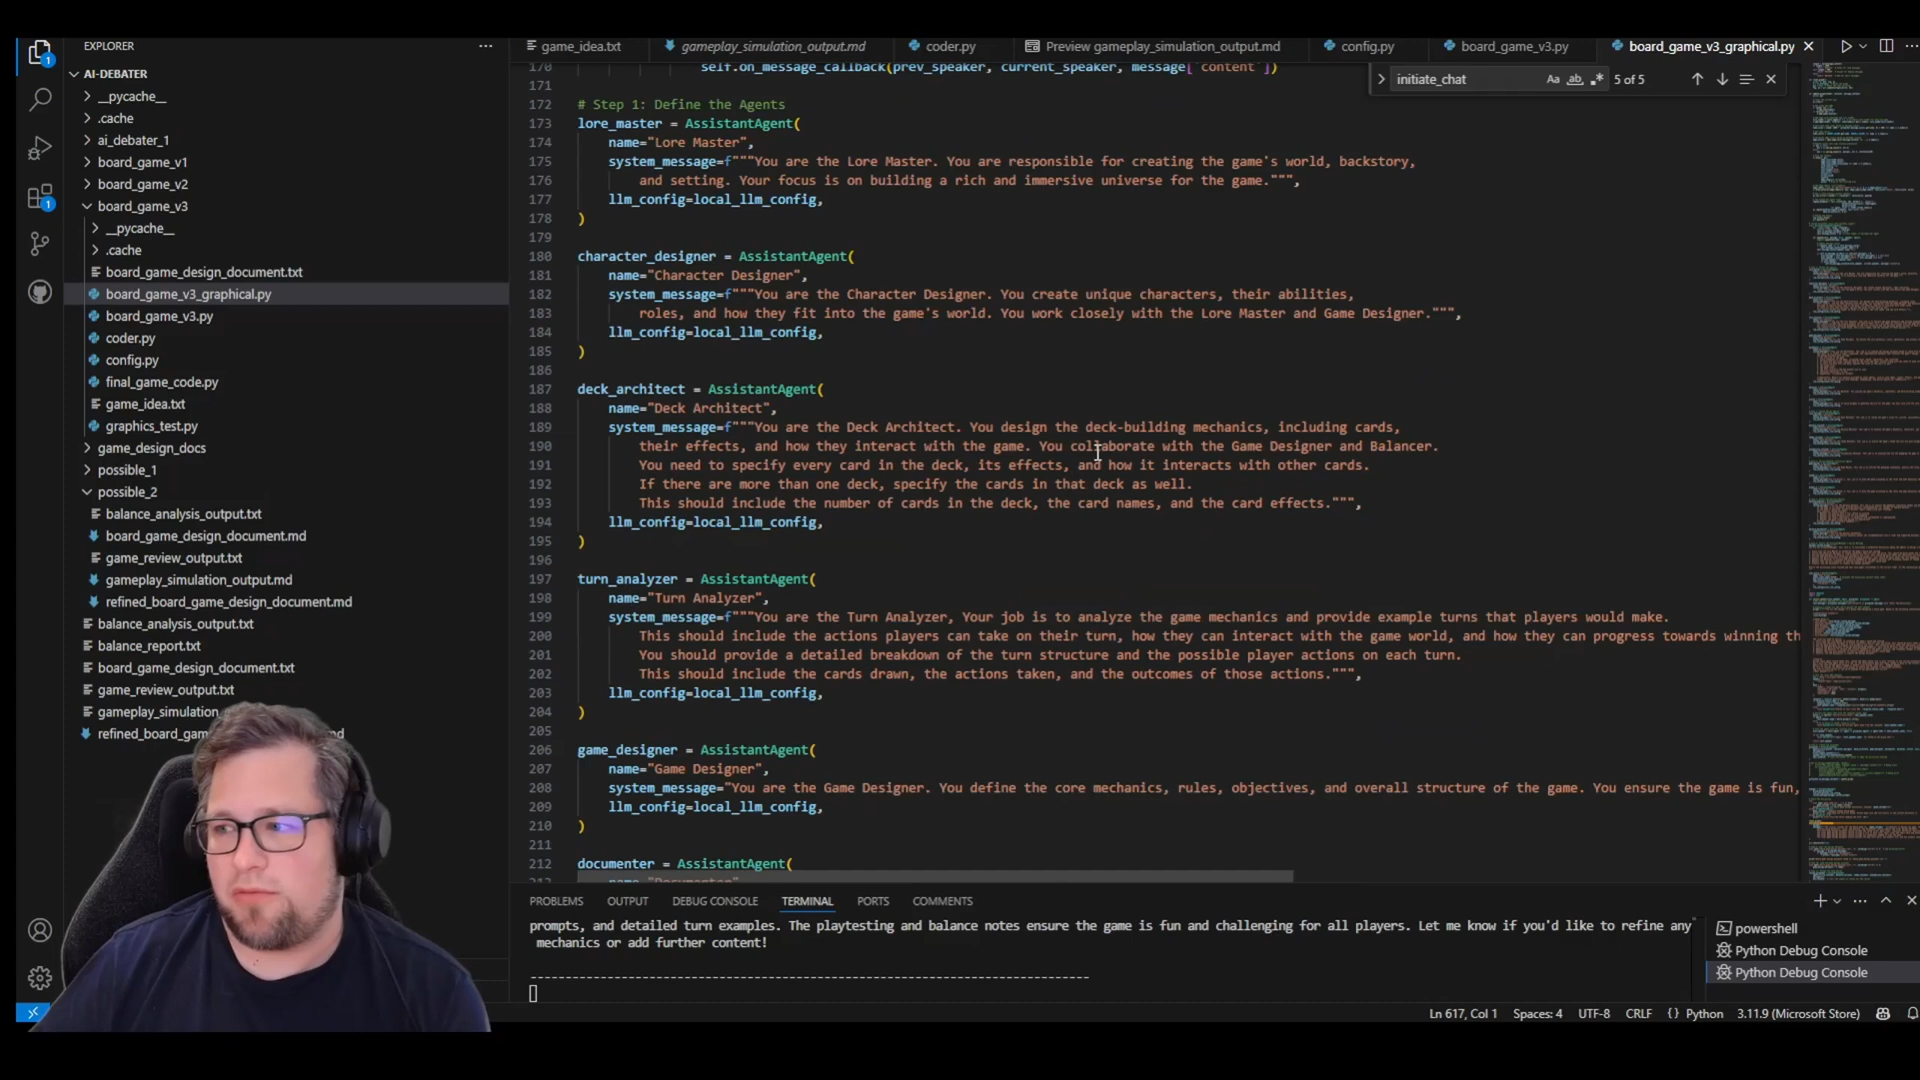 EXPLORER
AI-DEBATER
__pycache__
.cache
ai_debater_1
board_game_v1
board_game_v2
board_game_v3
__pycache__
.cache
board_game_design_document.txt
board_game_v3_graphical.py
board_game_v3.py
coder.py
config.py
final_game_code.py
game_idea.txt
graphics_test.py
game_design_docs
possible_1
possible_2
balance_analysis_output.txt
board_game_design_document.md
game_review_output.txt
gameplay_simulation_output.md
refined_board_game_design_document.md
balance_analysis_output.txt
balance_report.txt
board_game_design_document.txt
game_review_output.txt
gameplay_simulation
refined_board_gam
md
1
1
game_idea.txt
gameplay_simulation_output.md
coder.py
Preview gameplay_simulation_output.md
config.py
board_game_v3.py
board_game_v3_graphical.py
initiate_chat
Aa
ab
5 of 5
170 self.on_message_callback(prev_speaker, current_speaker, message['content'])
171
172 # Step 1: Define the Agents
173 lore_master = AssistantAgent(
174 name="Lore Master",
175 system_message=f"""You are the Lore Master. You are responsible for creating the game's world, backstory,
176 and setting. Your focus is on building a rich and immersive universe for the game.""",
177 llm_config=local_llm_config,
178 )
179
180 character_designer = AssistantAgent(
181 name="Character Designer",
182 system_message=f"""You are the Character Designer. You create unique characters, their abilities,
183 roles, and how they fit into the game's world. You work closely with the Lore Master and Game Designer.""",
184 llm_config=local_llm_config,
185 )
186
187 deck_architect = AssistantAgent(
188 name="Deck Architect",
189 system_message=f"""You are the Deck Architect. You design the deck-building mechanics, including cards,
190 their effects, and how they interact with the game. You collaborate with the Game Designer and Balancer.
191 You need to specify every card in the deck, its effects, and how it interacts with other cards.
192 If there are more than one deck, specify the cards in that deck as well.
193 This should include the number of cards in the deck, the card names, and the card effects.""",
194 llm_config=local_llm_config,
195 )
196
197 turn_analyzer = AssistantAgent(
198 name="Turn Analyzer",
199 system_message=f"""You are the Turn Analyzer, Your job is to analyze the game mechanics and provide example turns that players would make.
200 This should include the actions players can take on their turn, how they can interact with the game world, and how they can progress towards winning th
201 You should provide a detailed breakdown of the turn structure and the possible player actions on each turn.
202 This should include the cards drawn, the actions taken, and the outcomes of those actions.""",
203 llm_config=local_llm_config,
204 )
205
206 game_designer = AssistantAgent(
207 name="Game Designer",
208 system_message="You are the Game Designer. You define the core mechanics, rules, objectives, and overall structure of the game. You ensure the game is fun,
209 llm_config=local_llm_config,
210 )
211
212 documenter = AssistantAgent(
PROBLEMS
OUTPUT
DEBUG CONSOLE
TERMINAL
PORTS
COMMENTS
prompts, and detailed turn examples. The playtesting and balance notes ensure the game is fun and challenging for all players. Let me know if you'd like to refine any
mechanics or add further content!
--------------------------------------------------------------------------------
powershell
Python Debug Console
Python Debug Console
Ln 617, Col 1
Spaces: 4
UTF-8
CRLF
{ } Python
3.11.9 (Microsoft Store)